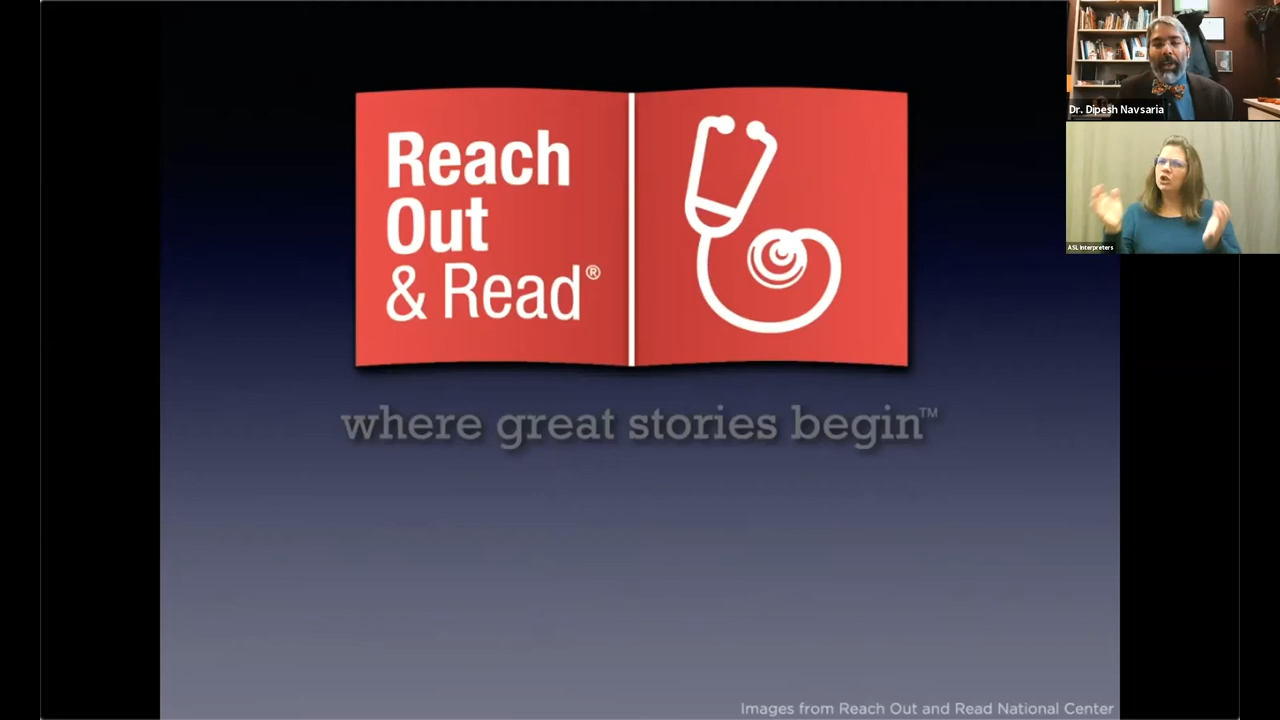 Reach
Out
& Read®
where great stories begin™
Images from Reach Out and Read National Center
Dr. Dipesh Navsaria
ASL Interpreters